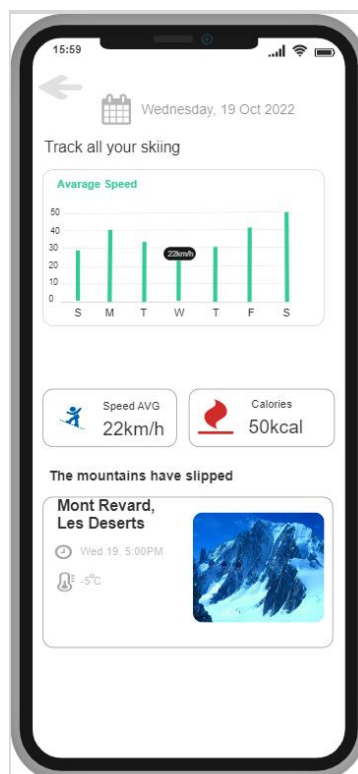 15:59
Wednesday, 19 Oct 2022
Track all your skiing
Avarage Speed
50
40
30
20
10
0
22km/h
S M T W T F S
Speed AVG
22km/h
Calories
50kcal
The mountains have slipped
Mont Revard,
Les Deserts
Wed 19, 5:00PM
-5°C